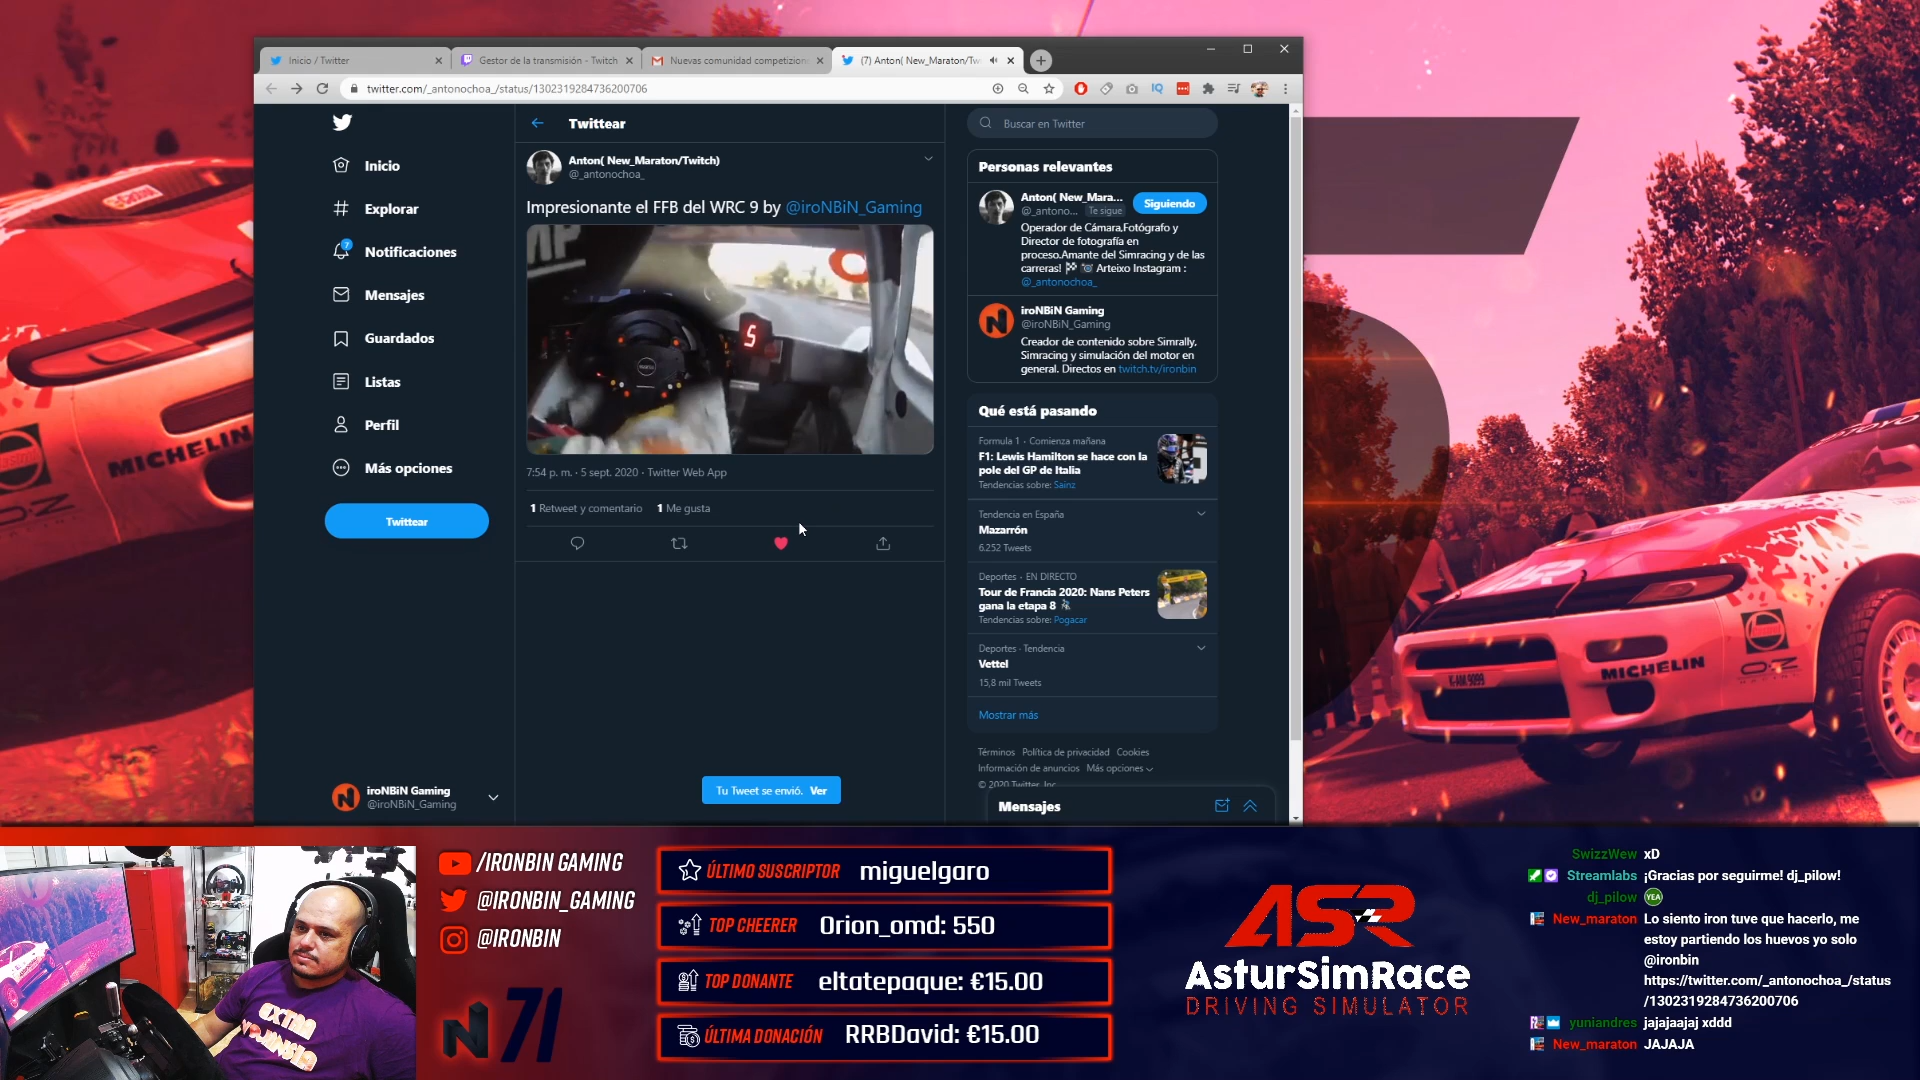 Inicio / Twitter
Gestor de la transmisión - Twitch
Nuevas comunidad competizion
(7) Anton( New_Maraton/Tw
twitter.com/_antonochoa_/status/1302319284736200706
IQ
Inicio
Explorar
7
Notificaciones
Mensajes
Guardados
Listas
Perfil
Más opciones
Twittear
iroNBiN Gaming
@iroNBiN_Gaming
Twittear
Anton( New_Maraton/Twitch)
@_antonochoa_
Impresionante el FFB del WRC 9 by @iroNBiN_Gaming
5
7:54 p. m. · 5 sept. 2020 · Twitter Web App
1 Retweet y comentario 1 Me gusta
Tu Tweet se envió. Ver
Buscar en Twitter
Personas relevantes
Anton( New_Mara...
@_antono... Te sigue
Siguiendo
Operador de Cámara,Fotógrafo y
Director de fotografía en
proceso.Amante del Simracing y de las
carreras! Arteixo Instagram :
@_antonochoa_
iroNBiN Gaming
@iroNBiN_Gaming
Creador de contenido sobre Simrally,
Simracing y simulación del motor en
general. Directos en twitch.tv/ironbin
Qué está pasando
Formula 1 · Comienza mañana
F1: Lewis Hamilton se hace con la
pole del GP de Italia
Tendencias sobre: Sainz
Tendencia en España
Mazarrón
6.252 Tweets
Deportes · EN DIRECTO
Tour de Francia 2020: Nans Peters
gana la etapa 8
Tendencias sobre: Pogacar
Deportes · Tendencia
Vettel
15,8 mil Tweets
Mostrar más
Términos Política de privacidad Cookies
Información de anuncios Más opciones
© 2020 Twitter, Inc.
Mensajes
MICHELIN
MICHELIN
/IRONBIN GAMING
@IRONBIN_GAMING
@IRONBIN
N 71
EXTRA
ÚLTIMO SUSCRIPTOR miguelgaro
TOP CHEERER Orion_omd: 550
TOP DONANTE eltatepaque: €15.00
ÚLTIMA DONACIÓN RRBDavid: €15.00
ASR
AsturSimRace
DRIVING SIMULATOR
SwizzWew xD
Streamlabs ¡Gracias por seguirme! dj_pilow!
dj_pilow YEA
New_maraton Lo siento iron tuve que hacerlo, me
estoy partiendo los huevos yo solo
@ironbin
https://twitter.com/_antonochoa_/status
/1302319284736200706
yuniandres jajajaajaj xddd
New_maraton JAJAJA